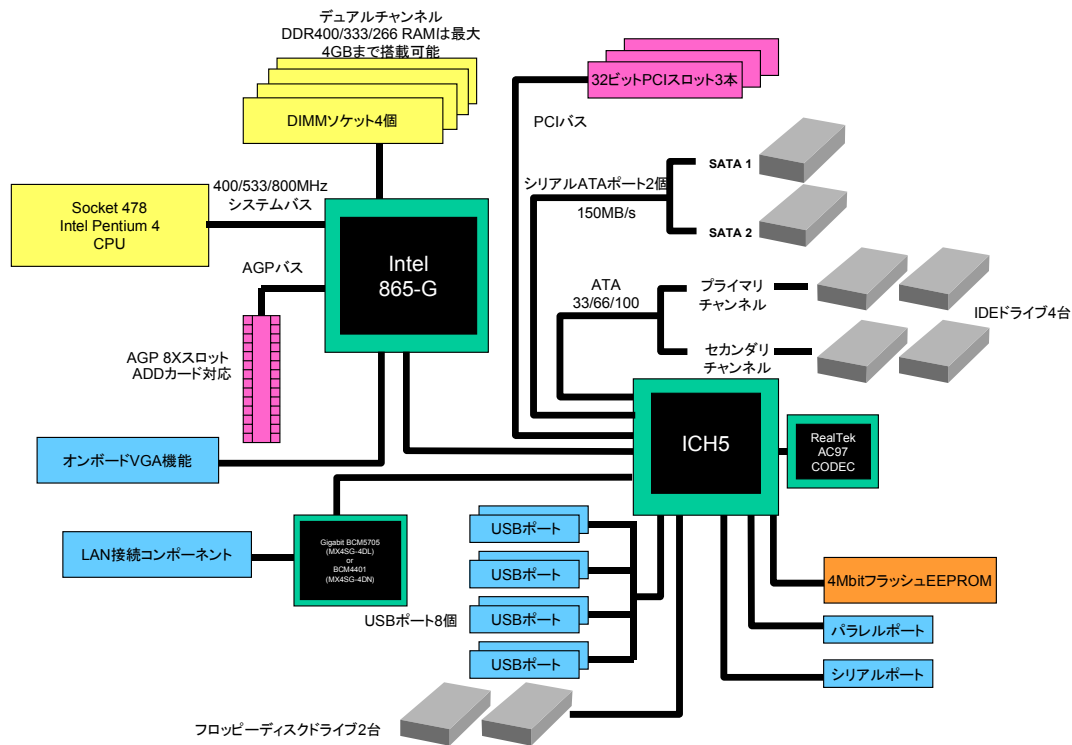 デュアルチャンネル
DDR400/333/266 RAMは最大
4GBまで搭載可能
DIMMソケット4個
32ビットPCIスロット3本
PCIバス
SATA 1
シリアルATAポート2個
150MB/s
SATA 2
400/533/800MHz
システムバス
Socket 478
Intel Pentium 4
CPU
Intel
865-G
AGPバス
AGP 8Xスロット
ADDカード対応
ATA
33/66/100
プライマリ
チャンネル
IDEドライブ4台
セカンダリ
チャンネル
ICH5
RealTek
AC97
CODEC
オンボードVGA機能
LAN接続コンポーネント
Gigabit BCM5705
(MX4SG-4DL)
or
BCM4401
(MX4SG-4DN)
USBポート
USBポート
USBポート
USBポート
USBポート8個
4MbitフラッシュEEPROM
パラレルポート
シリアルポート
フロッピーディスクドライブ2台